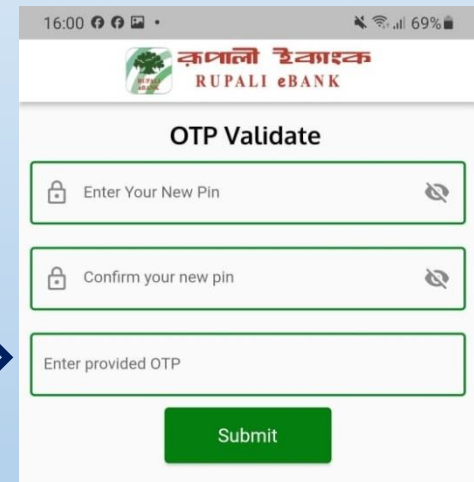 16:00
69%
রূপালী ইব্যাংক
RUPALI eBANK
OTP Validate
Enter Your New Pin
Confirm your new pin
Enter provided OTP
Submit